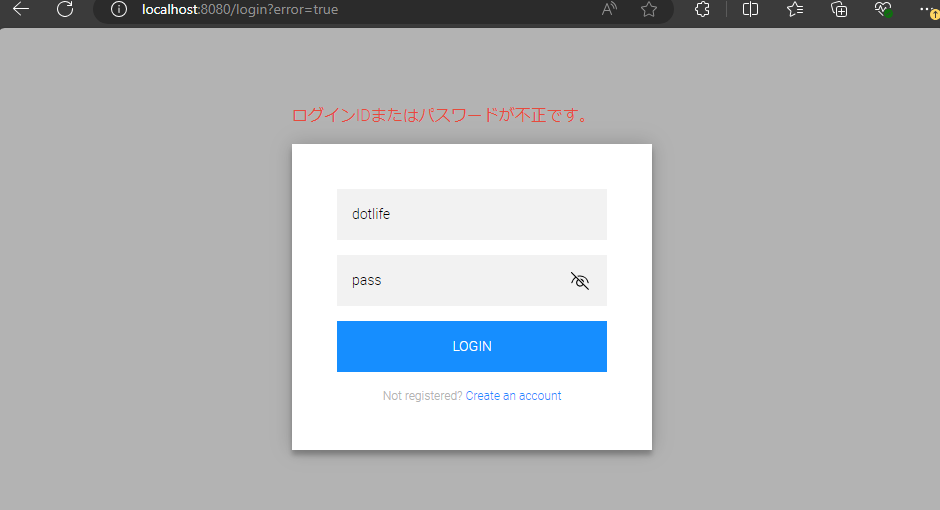 localhost:8080/login?error=true
ログインIDまたはパスワードが不正です。
dotlife
pass
LOGIN
Not registered? Create an account